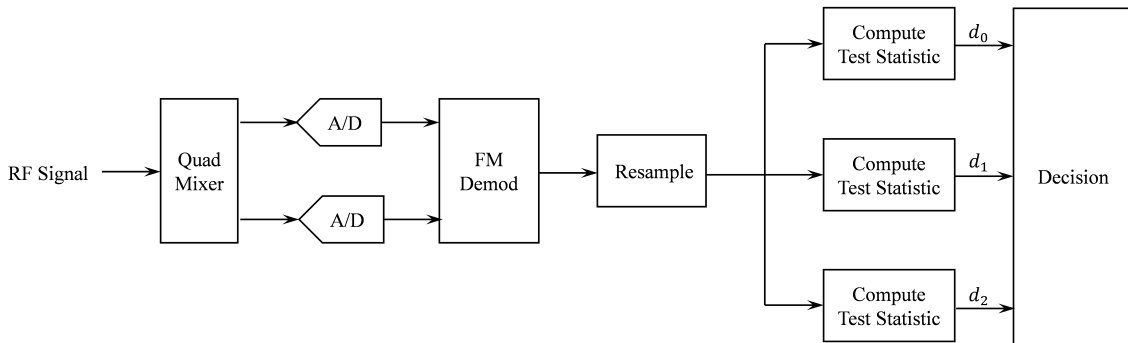 RF Signal
Quad
Mixer
A/D
A/D
FM
Demod
Resample
Compute
Test Statistic
d₀
Compute
Test Statistic
d₁
Compute
Test Statistic
d₂
Decision